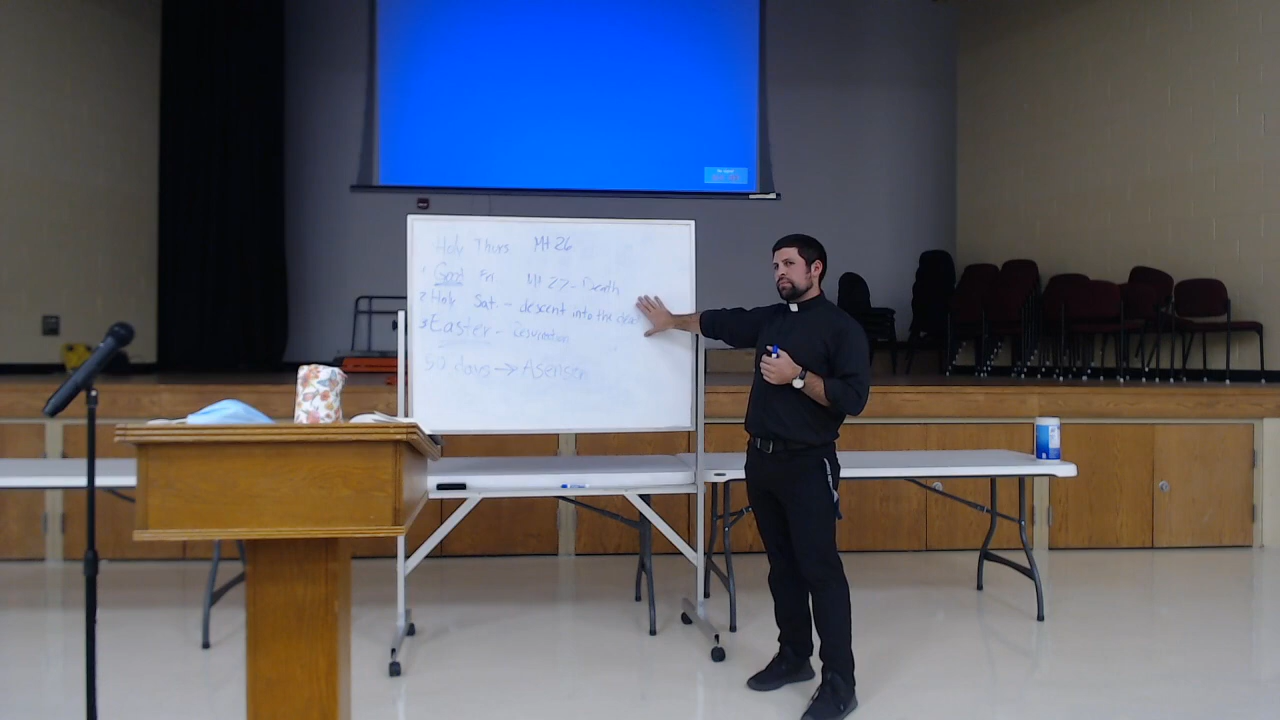 Holy Thurs Mt 26
1 Good Fri Mt 27 - Death
2 Holy Sat. - descent into the dead
3 Easter - Resurrection
50 days → Asension